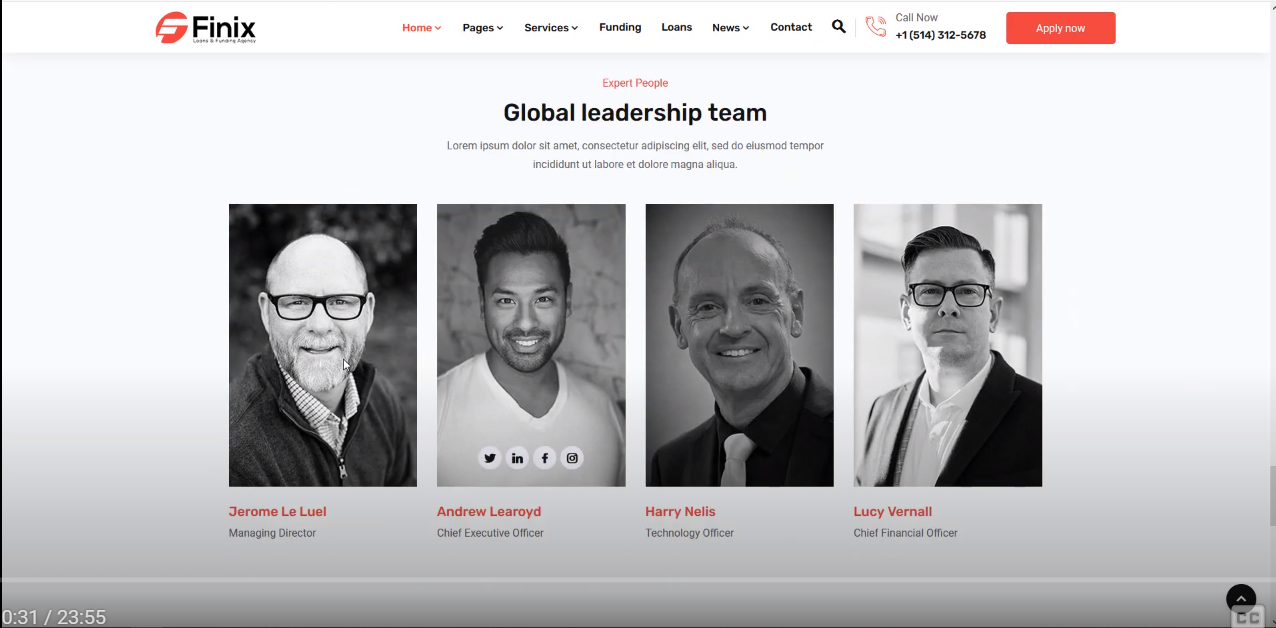 Finix
Loans & Funding Agency
Home
Pages
Services
Funding
Loans
News
Contact
Call Now
+1 (514) 312-5678
Apply now
Expert People
Global leadership team
Lorem ipsum dolor sit amet, consectetur adipiscing elit, sed do eiusmod tempor
incididunt ut labore et dolore magna aliqua.
Jerome Le Luel
Managing Director
Andrew Learoyd
Chief Executive Officer
Harry Nelis
Technology Officer
Lucy Vernall
Chief Financial Officer
0:31 / 23:55
CC